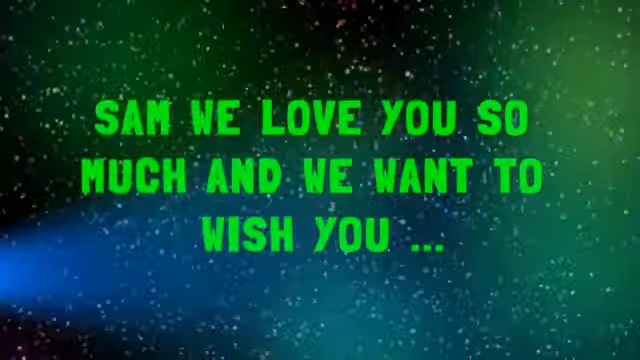 SAM WE LOVE YOU SO
MUCH AND WE WANT TO
WISH YOU ...